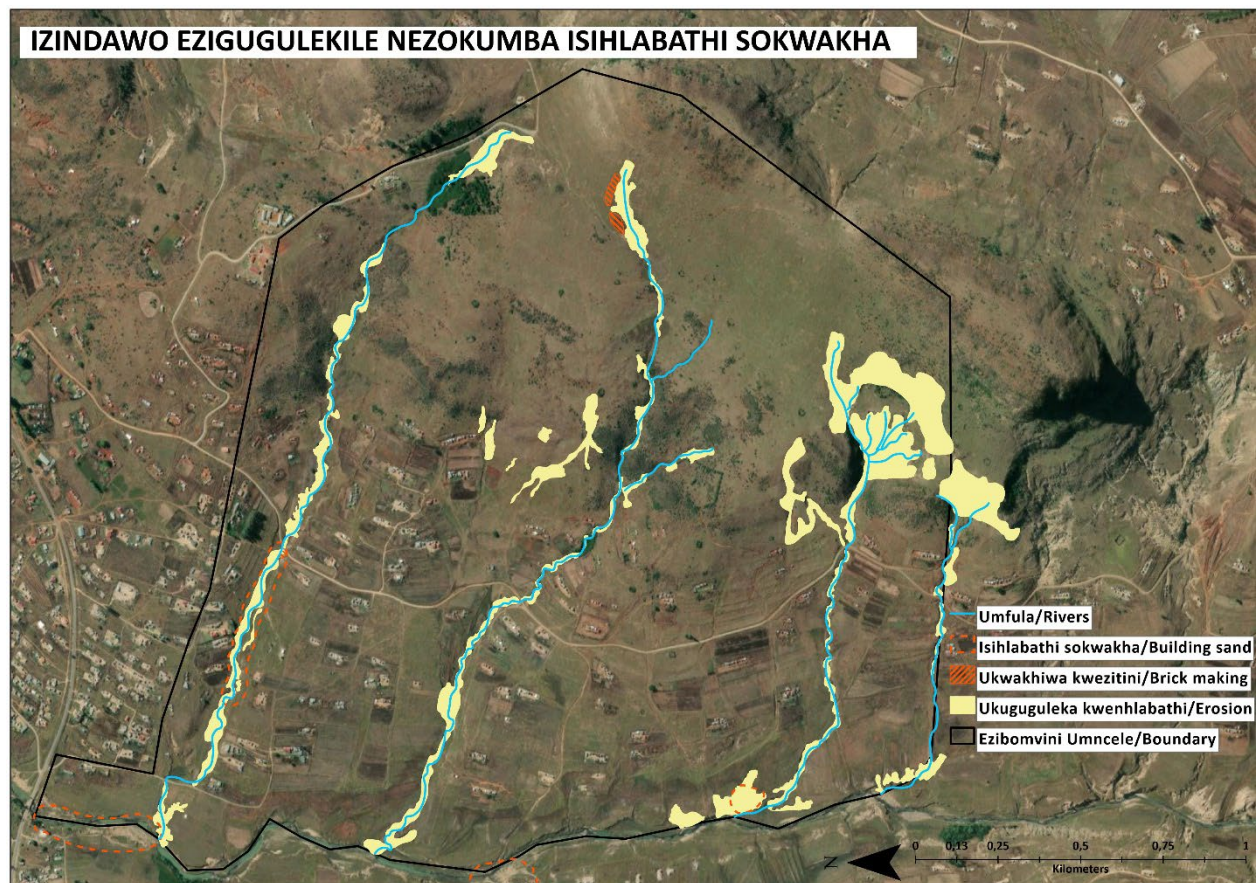 IZINDAWO EZIGUGULEKILE NEZOKUMBA ISIHLABATHI SOKWAKHA
Umfula/Rivers
Isihlabathi sokwakha/Building sand
Ukwakhiwa kwezitini/Brick making
Ukuguguleka kwenhlabathi/Erosion
Ezibomvini Umncele/Boundary
N
0 0,13 0,25 0,5 0,75 1
Kilometers